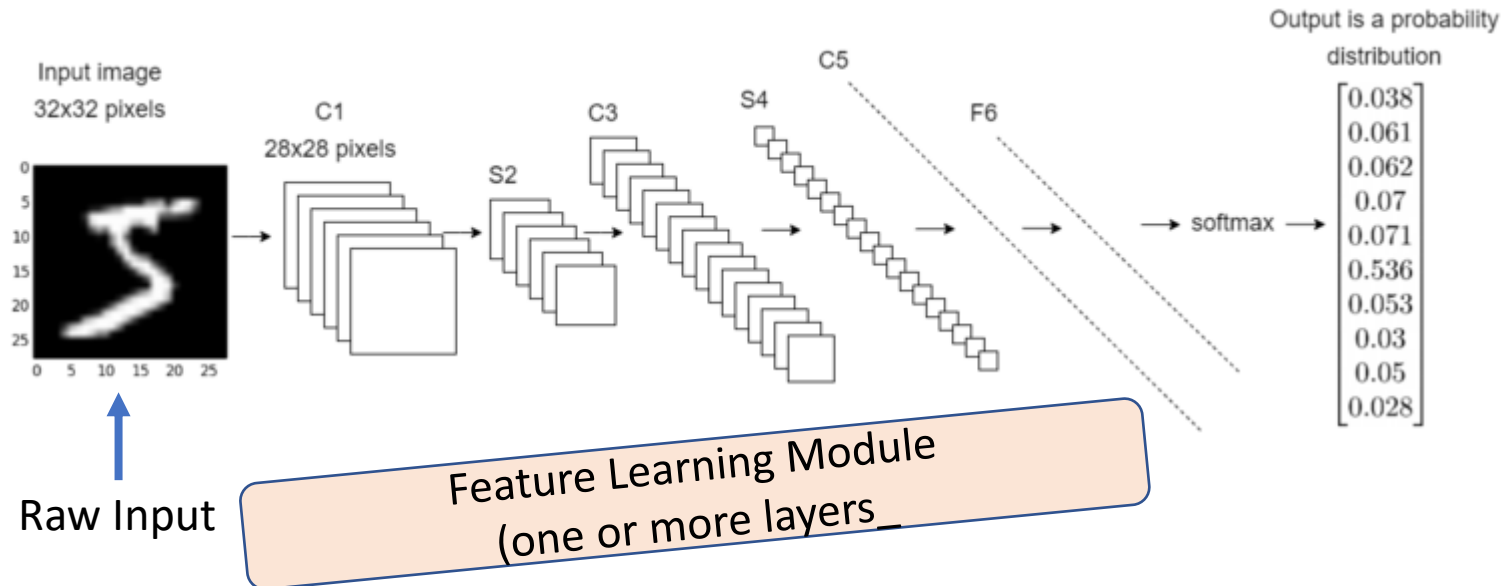 Input image
32x32 pixels
0
5
10
15
20
25
0 5 10 15 20 25
Raw Input
C1
28x28 pixels
S2
C3
S4
C5
F6
softmax
Output is a probability
distribution
0.038
0.061
0.062
0.07
0.071
0.536
0.053
0.03
0.05
0.028
Feature Learning Module
(one or more layers_